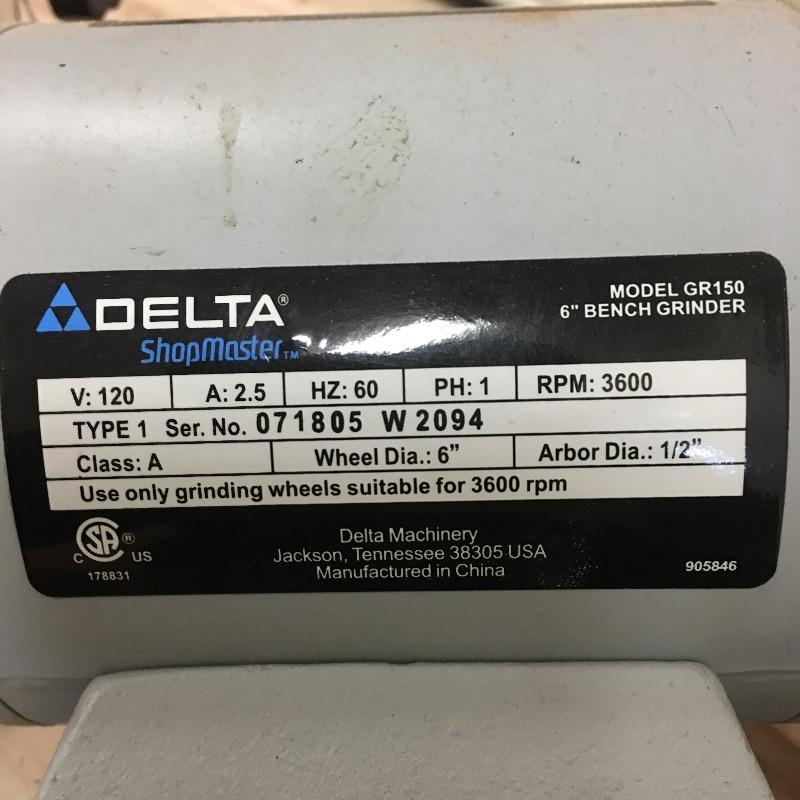 DELTA®
ShopMaster™
MODEL GR150
6" BENCH GRINDER
V: 120 A: 2.5 HZ: 60 PH: 1 RPM: 3600
TYPE 1 Ser. No. 071805 W 2094
Class: A Wheel Dia.: 6" Arbor Dia.: 1/2"
Use only grinding wheels suitable for 3600 rpm
C SA® US
178831
Delta Machinery
Jackson, Tennessee 38305 USA
Manufactured in China
905846